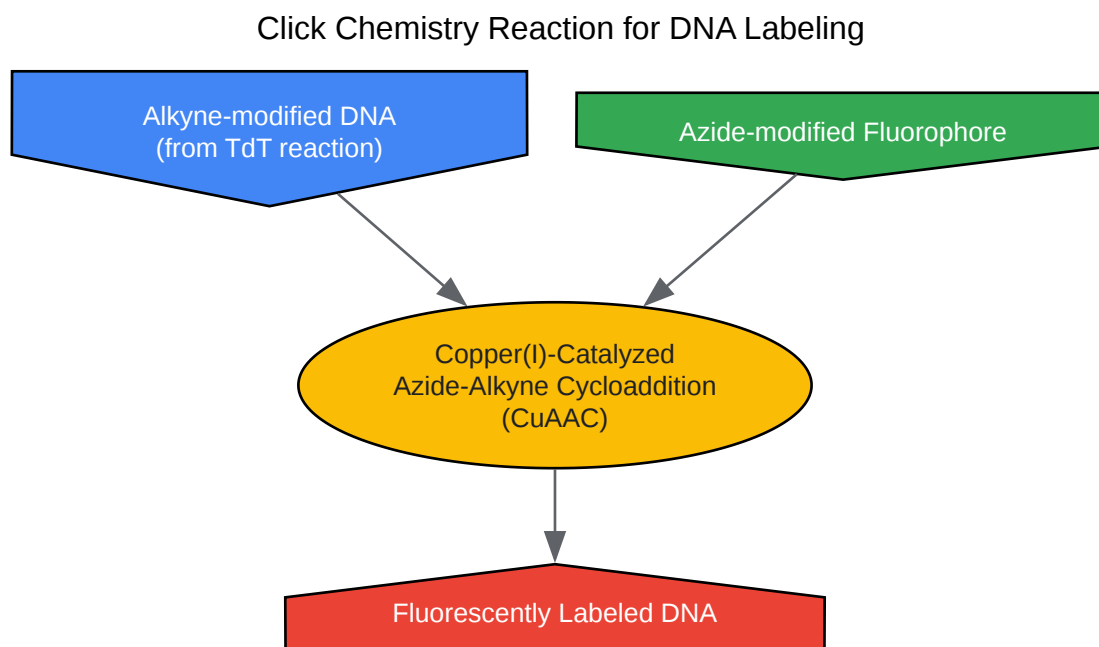 Click Chemistry Reaction for DNA Labeling
Alkyne-modified DNA
(from TdT reaction)
Azide-modified Fluorophore
Copper(I)-Catalyzed
Azide-Alkyne Cycloaddition
(CuAAC)
Fluorescently Labeled DNA